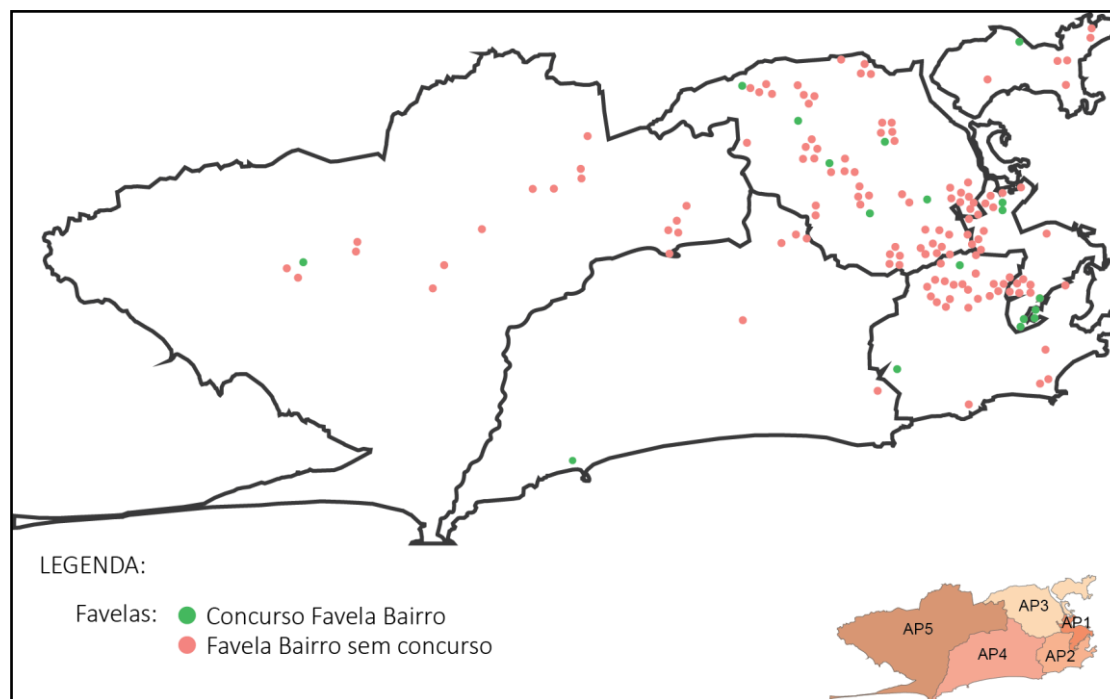 LEGENDA:
Favelas: Concurso Favela Bairro
Favela Bairro sem concurso
AP3
AP1
AP5
AP4
AP2